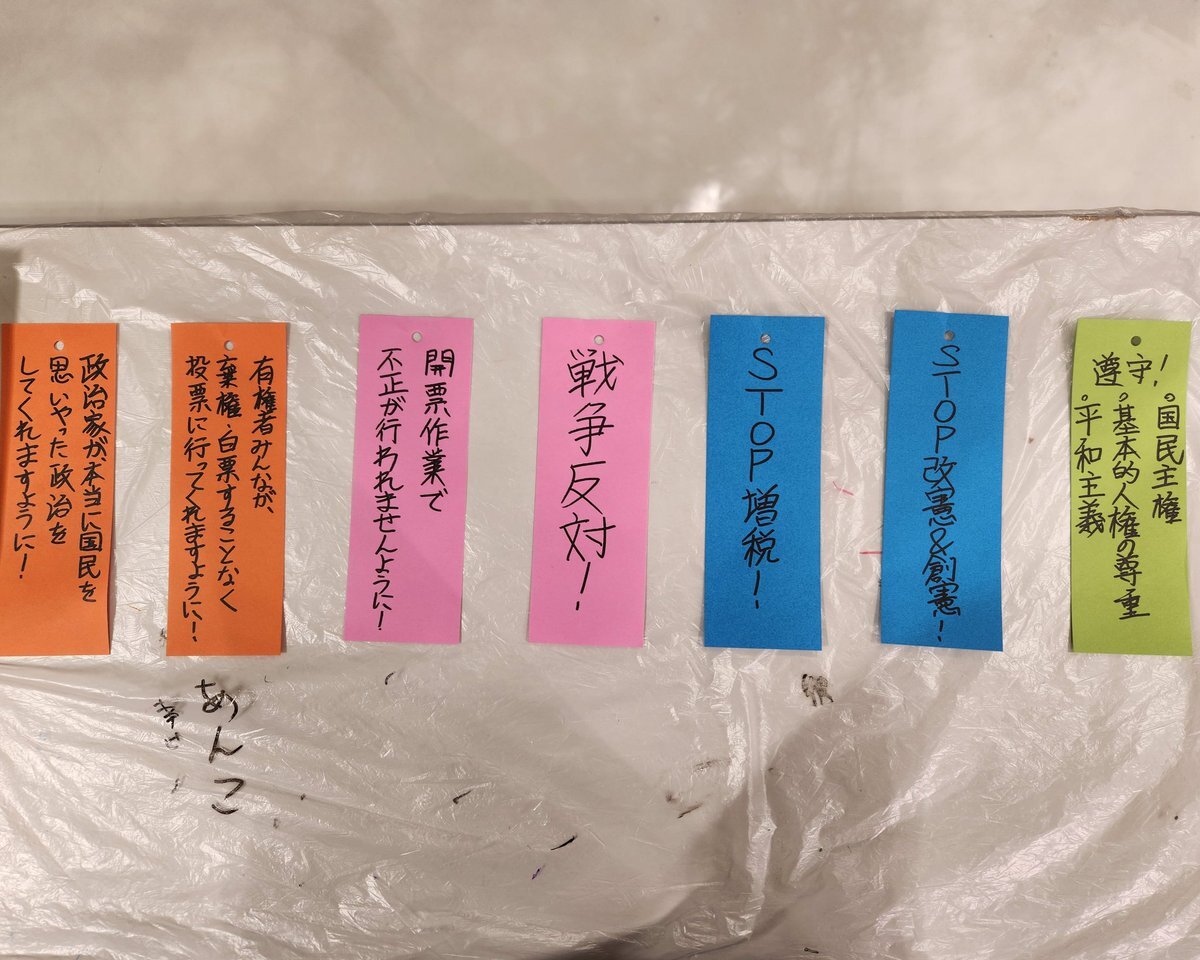 政治家が、本当に国民を
思いやった政治を
してくれますように！
有権者みんなが、
棄権、白票することなく
投票に行ってくれますように！
開票作業で
不正が行われませんように！
戦争反対！
STOP増税！
STOP改憲&創憲！
遵守！
。国民主権
。基本的人権の尊重
。平和主義
あんこ
幸せ